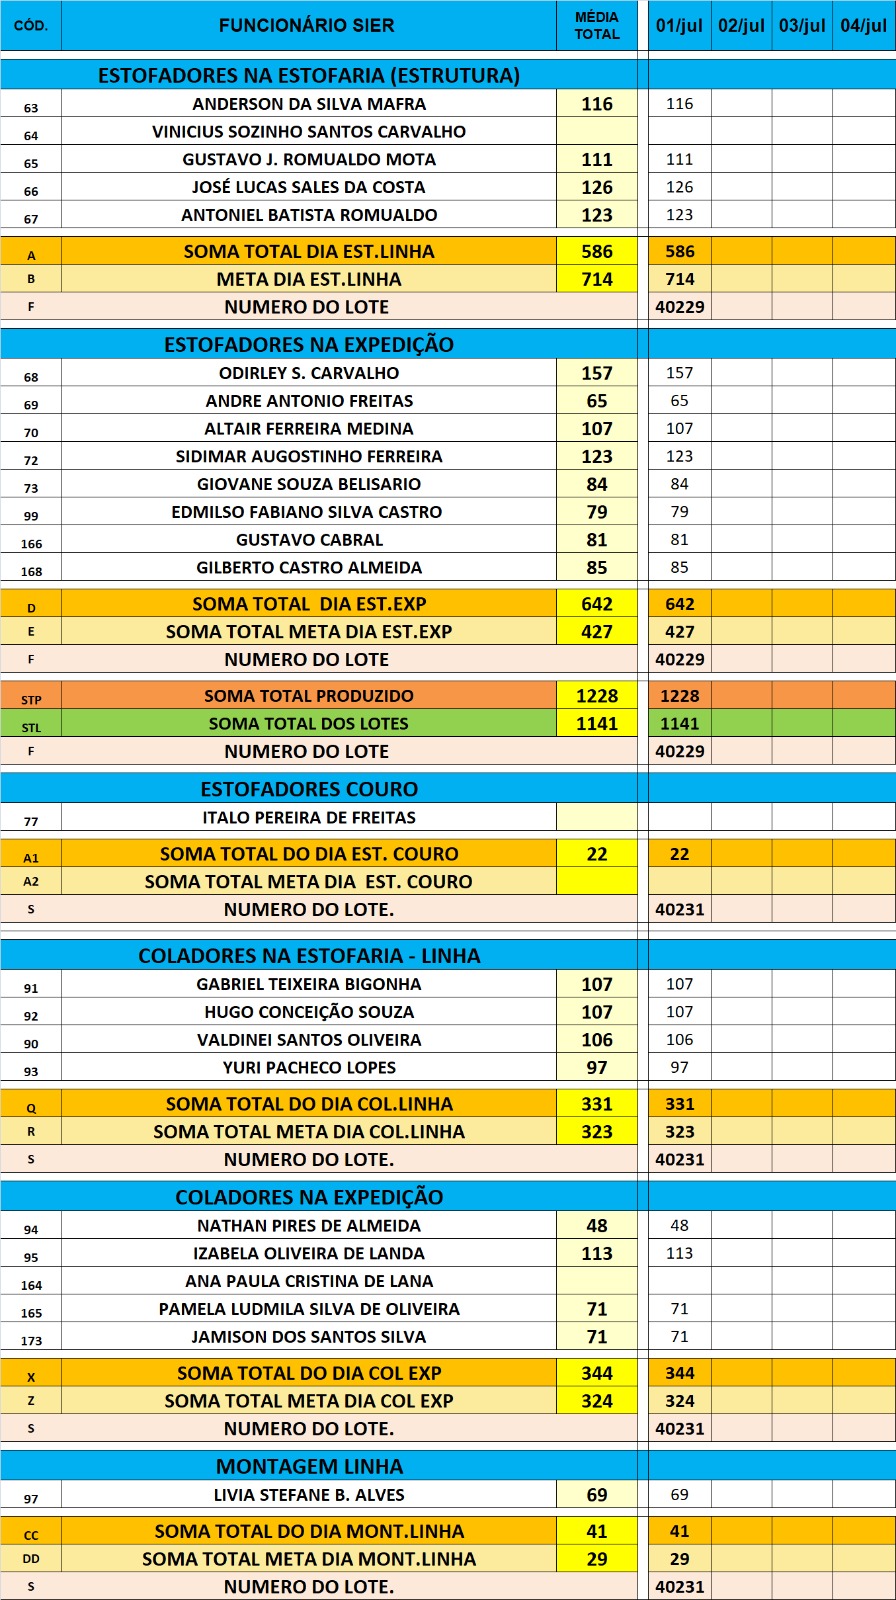 CÓD. FUNCIONÁRIO SIER MÉDIA TOTAL 01/jul 02/jul 03/jul 04/jul
ESTOFADORES NA ESTOFARIA (ESTRUTURA)
63 ANDERSON DA SILVA MAFRA 116 116
64 VINICIUS SOZINHO SANTOS CARVALHO
65 GUSTAVO J. ROMUALDO MOTA 111 111
66 JOSÉ LUCAS SALES DA COSTA 126 126
67 ANTONIEL BATISTA ROMUALDO 123 123
A SOMA TOTAL DIA EST.LINHA 586 586
B META DIA EST.LINHA 714 714
F NUMERO DO LOTE 40229
ESTOFADORES NA EXPEDIÇÃO
68 ODIRLEY S. CARVALHO 157 157
69 ANDRE ANTONIO FREITAS 65 65
70 ALTAIR FERREIRA MEDINA 107 107
72 SIDIMAR AUGOSTINHO FERREIRA 123 123
73 GIOVANE SOUZA BELISARIO 84 84
99 EDMILSO FABIANO SILVA CASTRO 79 79
166 GUSTAVO CABRAL 81 81
168 GILBERTO CASTRO ALMEIDA 85 85
D SOMA TOTAL DIA EST.EXP 642 642
E SOMA TOTAL META DIA EST.EXP 427 427
F NUMERO DO LOTE 40229
STP SOMA TOTAL PRODUZIDO 1228 1228
STL SOMA TOTAL DOS LOTES 1141 1141
F NUMERO DO LOTE 40229
ESTOFADORES COURO
77 ITALO PEREIRA DE FREITAS
A1 SOMA TOTAL DO DIA EST. COURO 22 22
A2 SOMA TOTAL META DIA EST. COURO
S NUMERO DO LOTE. 40231
COLADORES NA ESTOFARIA - LINHA
91 GABRIEL TEIXEIRA BIGONHA 107 107
92 HUGO CONCEIÇÃO SOUZA 107 107
90 VALDINEI SANTOS OLIVEIRA 106 106
93 YURI PACHECO LOPES 97 97
Q SOMA TOTAL DO DIA COL.LINHA 331 331
R SOMA TOTAL META DIA COL.LINHA 323 323
S NUMERO DO LOTE. 40231
COLADORES NA EXPEDIÇÃO
94 NATHAN PIRES DE ALMEIDA 48 48
95 IZABELA OLIVEIRA DE LANDA 113 113
164 ANA PAULA CRISTINA DE LANA
165 PAMELA LUDMILA SILVA DE OLIVEIRA 71 71
173 JAMISON DOS SANTOS SILVA 71 71
X SOMA TOTAL DO DIA COL EXP 344 344
Z SOMA TOTAL META DIA COL EXP 324 324
S NUMERO DO LOTE. 40231
MONTAGEM LINHA
97 LIVIA STEFANE B. ALVES 69 69
CC SOMA TOTAL DO DIA MONT.LINHA 41 41
DD SOMA TOTAL META DIA MONT.LINHA 29 29
S NUMERO DO LOTE. 40231